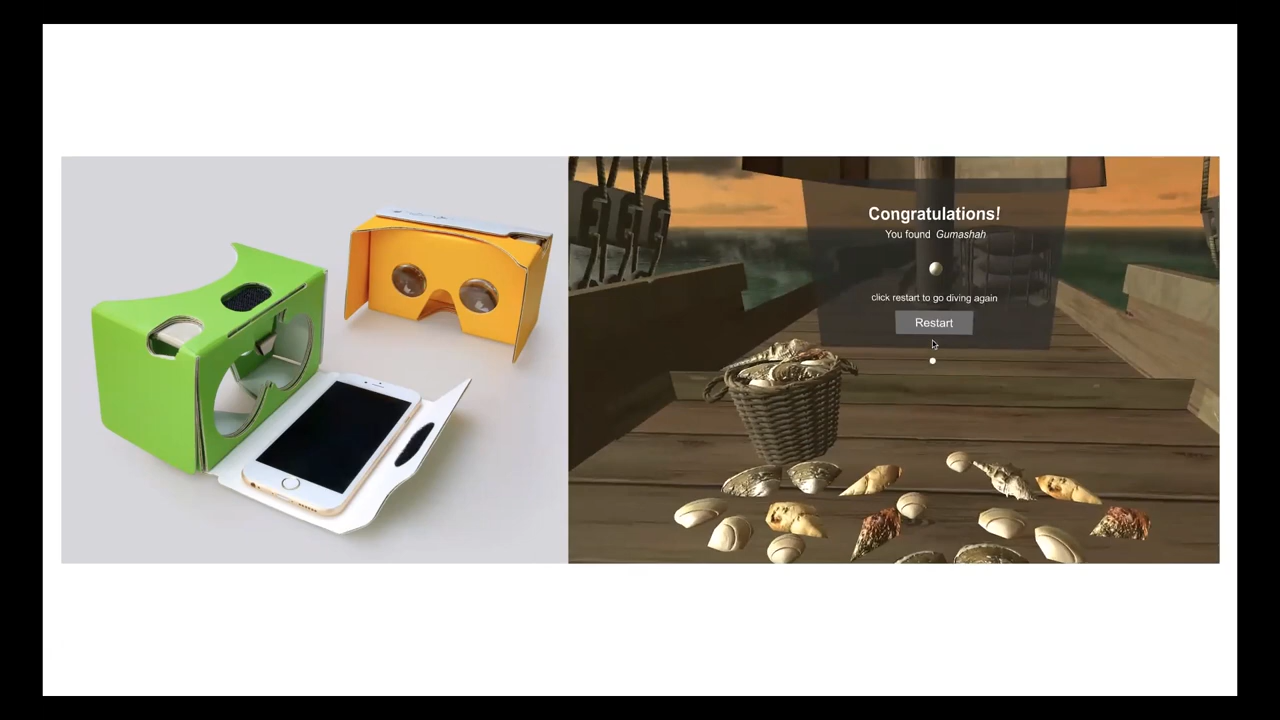 Congratulations!
You found Gumashah
click restart to go diving again
Restart